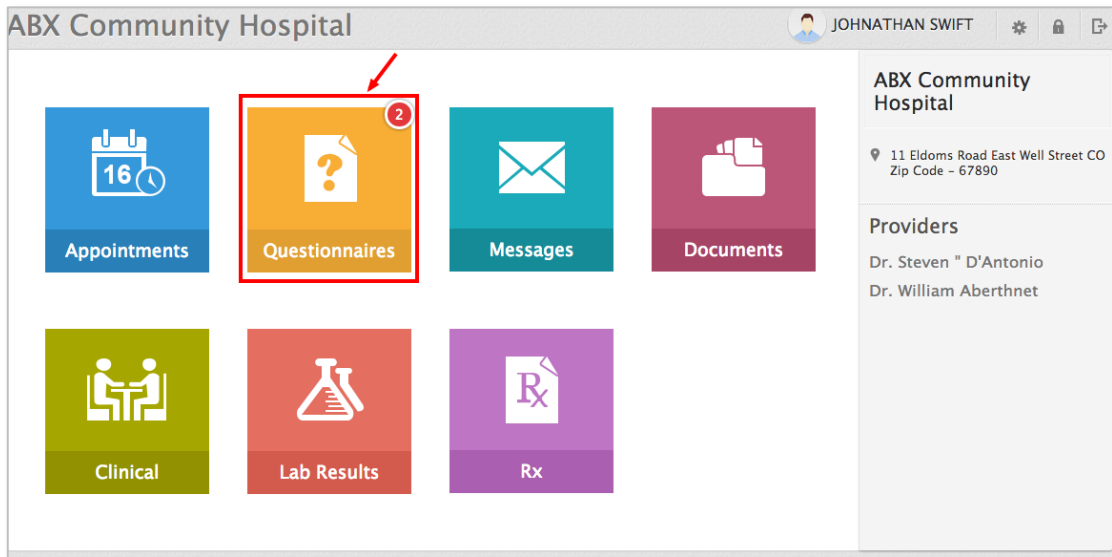 ABX Community Hospital
JOHNATHAN SWIFT
16
Appointments
?
2
Questionnaires
Messages
Documents
Clinical
Lab Results
Rx
Rx
ABX Community
Hospital
11 Eldoms Road East Well Street CO
Zip Code – 67890
Providers
Dr. Steven " D'Antonio
Dr. William Aberthnet